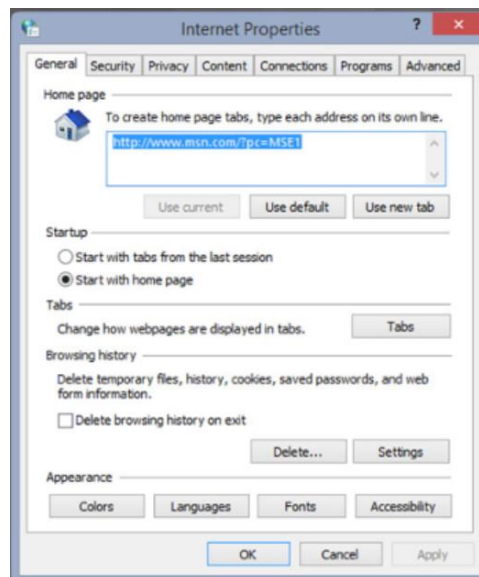 Internet Properties
?
General Security Privacy Content Connections Programs Advanced
Home page
To create home page tabs, type each address on its own line.
http://www.msn.com/?pc=MSE1
Use current Use default Use new tab
Startup
Start with tabs from the last session
Start with home page
Tabs
Change how webpages are displayed in tabs. Tabs
Browsing history
Delete temporary files, history, cookies, saved passwords, and web
form information.
Delete browsing history on exit
Delete... Settings
Appearance
Colors Languages Fonts Accessibility
OK Cancel Apply